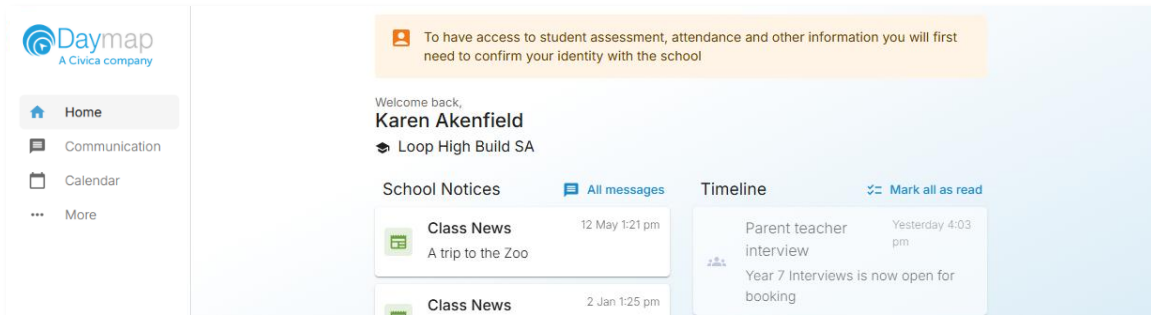 Daymap
A Civica company
Home
Communication
Calendar
More
To have access to student assessment, attendance and other information you will first
need to confirm your identity with the school
Welcome back,
Karen Akenfield
Loop High Build SA
School Notices
All messages
Class News
12 May 1:21 pm
A trip to the Zoo
Class News
2 Jan 1:25 pm
Timeline
Mark all as read
Parent teacher
interview
Yesterday 4:03
pm
Year 7 Interviews is now open for
booking